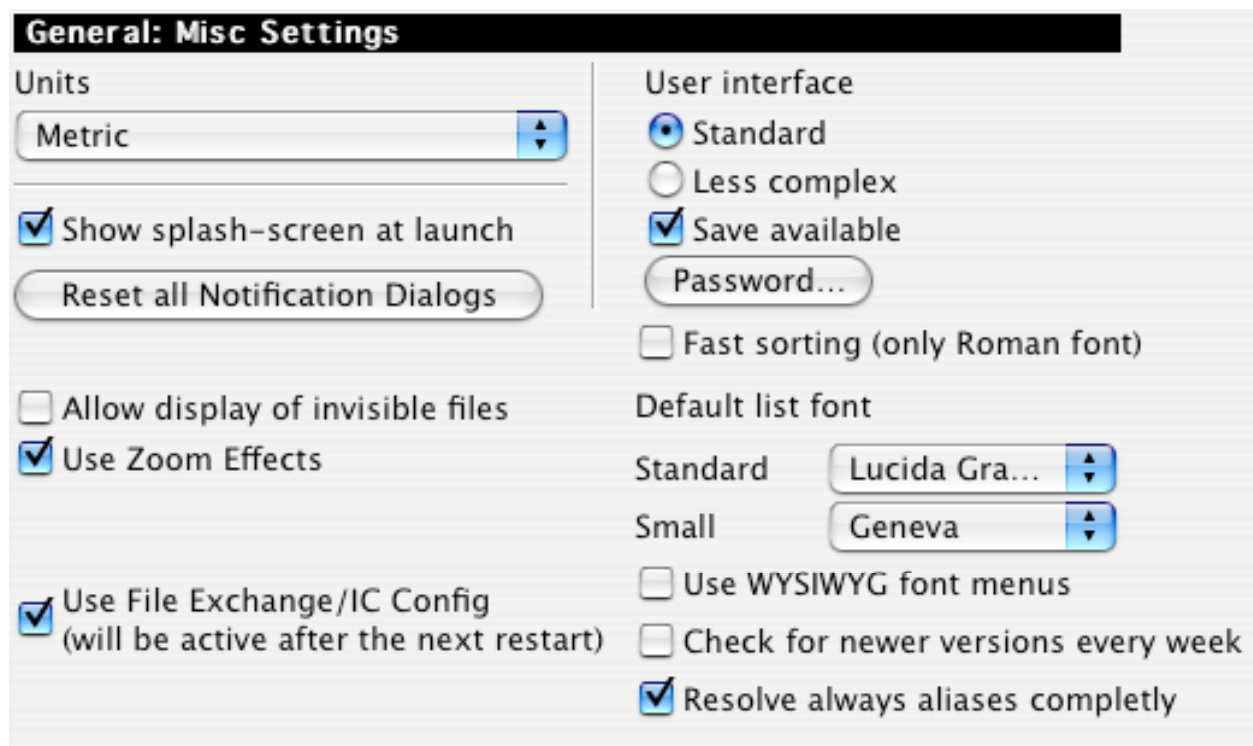 General: Misc Settings
Units
Metric
Show splash-screen at launch
Reset all Notification Dialogs
Allow display of invisible files
Use Zoom Effects
Use File Exchange/IC Config
(will be active after the next restart)
User interface
Standard
Less complex
Save available
Password...
Fast sorting (only Roman font)
Default list font
Standard
Lucida Gra...
Small
Geneva
Use WYSIWYG font menus
Check for newer versions every week
Resolve always aliases completly